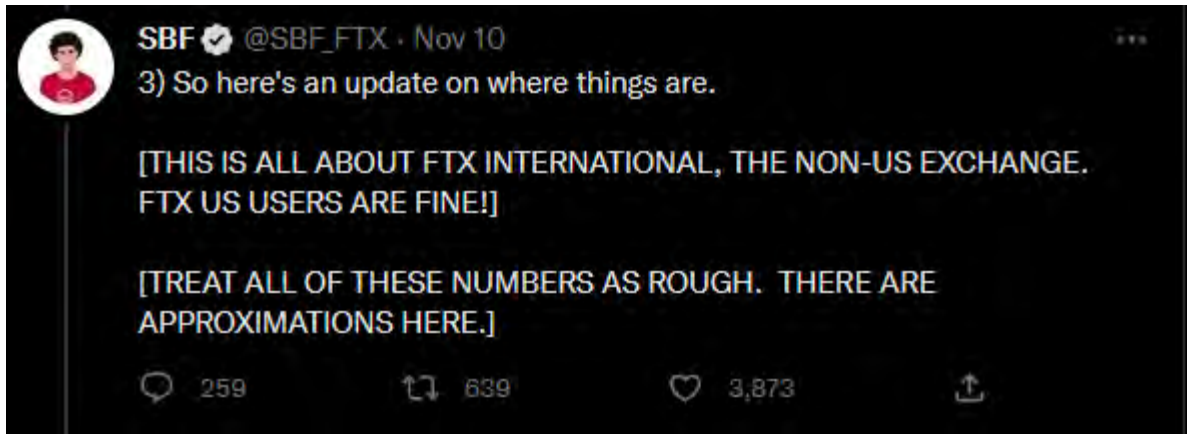 SBF @SBF_FTX · Nov 10
3) So here's an update on where things are.
[THIS IS ALL ABOUT FTX INTERNATIONAL, THE NON-US EXCHANGE.
FTX US USERS ARE FINE!]
[TREAT ALL OF THESE NUMBERS AS ROUGH.  THERE ARE
APPROXIMATIONS HERE.]
259 639 3,873